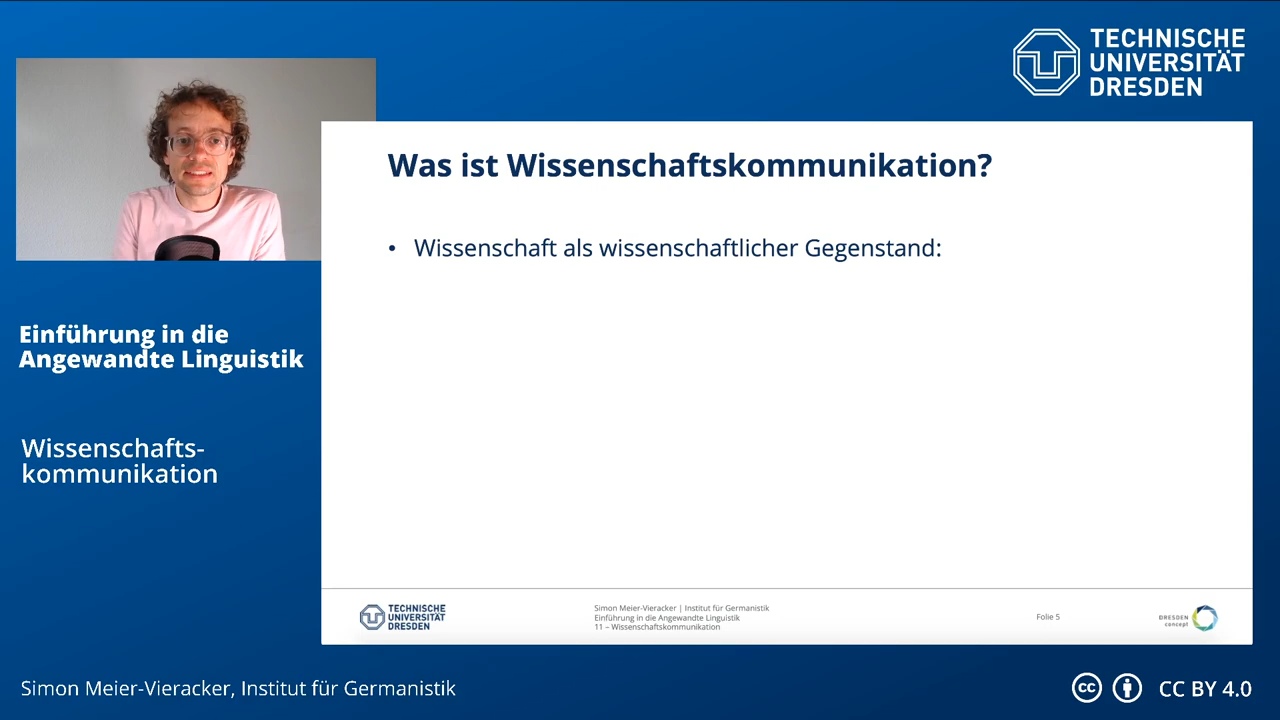 TECHNISCHE
UNIVERSITÄT
DRESDEN
Was ist Wissenschaftskommunikation?
• Wissenschaft als wissenschaftlicher Gegenstand:
Einführung in die
Angewandte Linguistik
Wissenschafts-
kommunikation
TECHNISCHE
UNIVERSITÄT
DRESDEN
Simon Meier-Vieracker | Institut für Germanistik
Einführung in die Angewandte Linguistik
11 – Wissenschaftskommunikation
Folie 5
DRESDEN
concept
Simon Meier-Vieracker, Institut für Germanistik
cc
CC BY 4.0